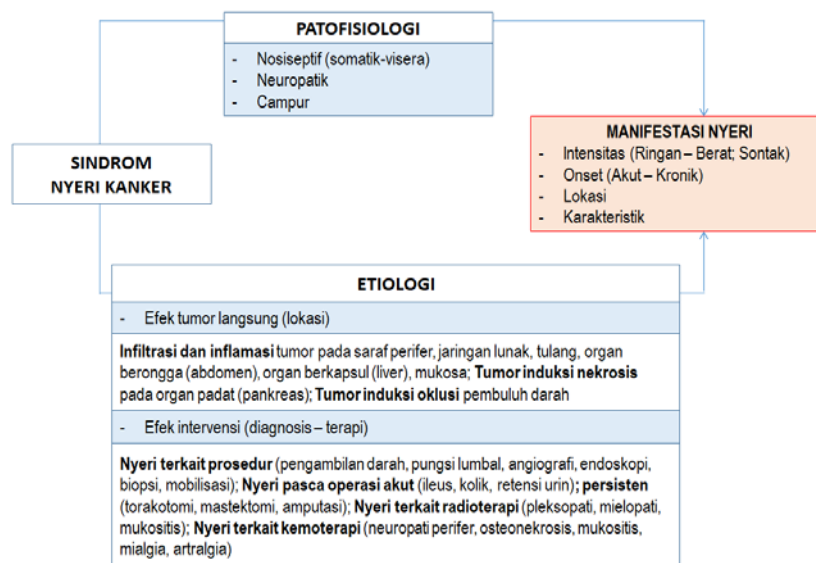 PATOFISIOLOGI
- Nosiseptif (somatik-visera)
- Neuropatik
- Campur
SINDROM
NYERI KANKER
MANIFESTASI NYERI
- Intensitas (Ringan – Berat; Sontak)
- Onset (Akut – Kronik)
- Lokasi
- Karakteristik
ETIOLOGI
- Efek tumor langsung (lokasi)
Infiltrasi dan inflamasi tumor pada saraf perifer, jaringan lunak, tulang, organ
berongga (abdomen), organ berkapsul (liver), mukosa; Tumor induksi nekrosis
pada organ padat (pankreas); Tumor induksi oklusi pembuluh darah
- Efek intervensi (diagnosis – terapi)
Nyeri terkait prosedur (pengambilan darah, pungsi lumbal, angiografi, endoskopi,
biopsi, mobilisasi); Nyeri pasca operasi akut (ileus, kolik, retensi urin); persisten
(torakotomi, mastektomi, amputasi); Nyeri terkait radioterapi (pleksopati, mielopati,
mukositis); Nyeri terkait kemoterapi (neuropati perifer, osteonekrosis, mukositis,
mialgia, artralgia)